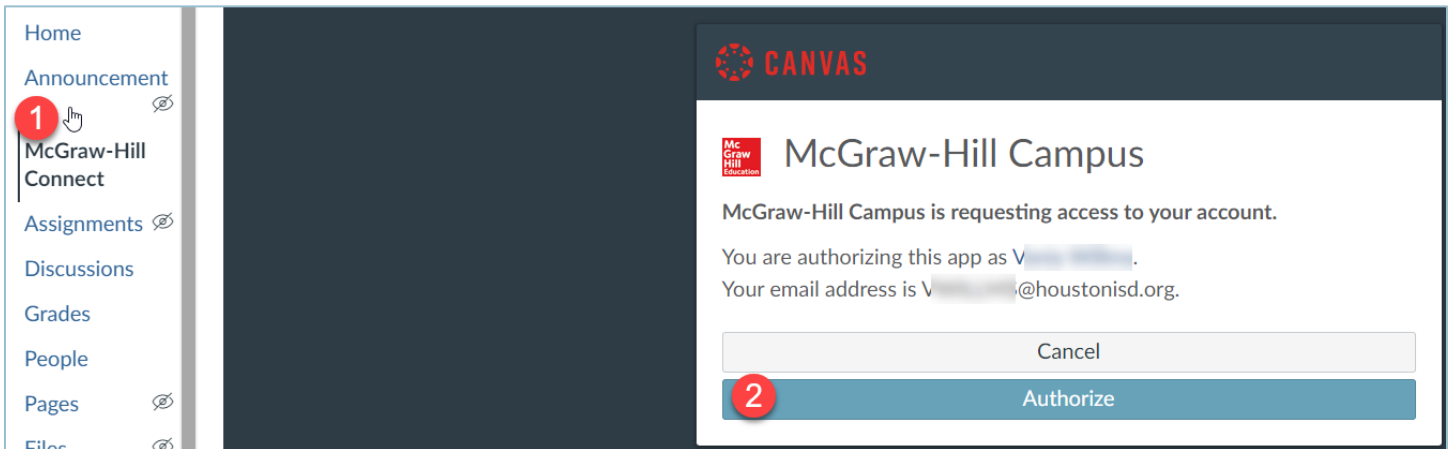 Home
Announcement
1
McGraw-Hill
Connect
Assignments
Discussions
Grades
People
Pages
Files
CANVAS
Mc
Graw
Hill
Education
McGraw-Hill Campus
McGraw-Hill Campus is requesting access to your account.
You are authorizing this app as V
Your email address is V @houstonisd.org.
Cancel
2
Authorize